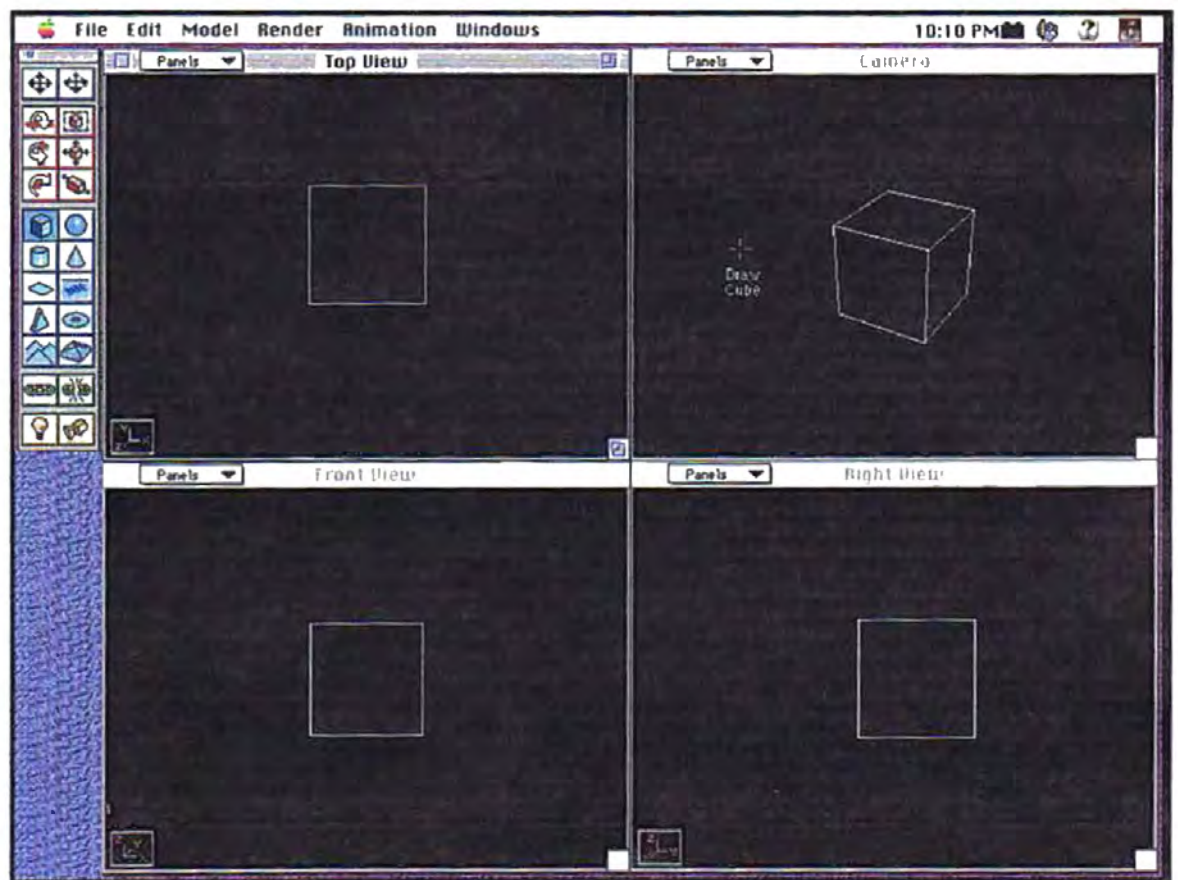 File Edit Model Render Animation Windows 10:10 PM
Panels Top View
Panels Camera
Draw
Cube
Panels Front View
Panels Right View